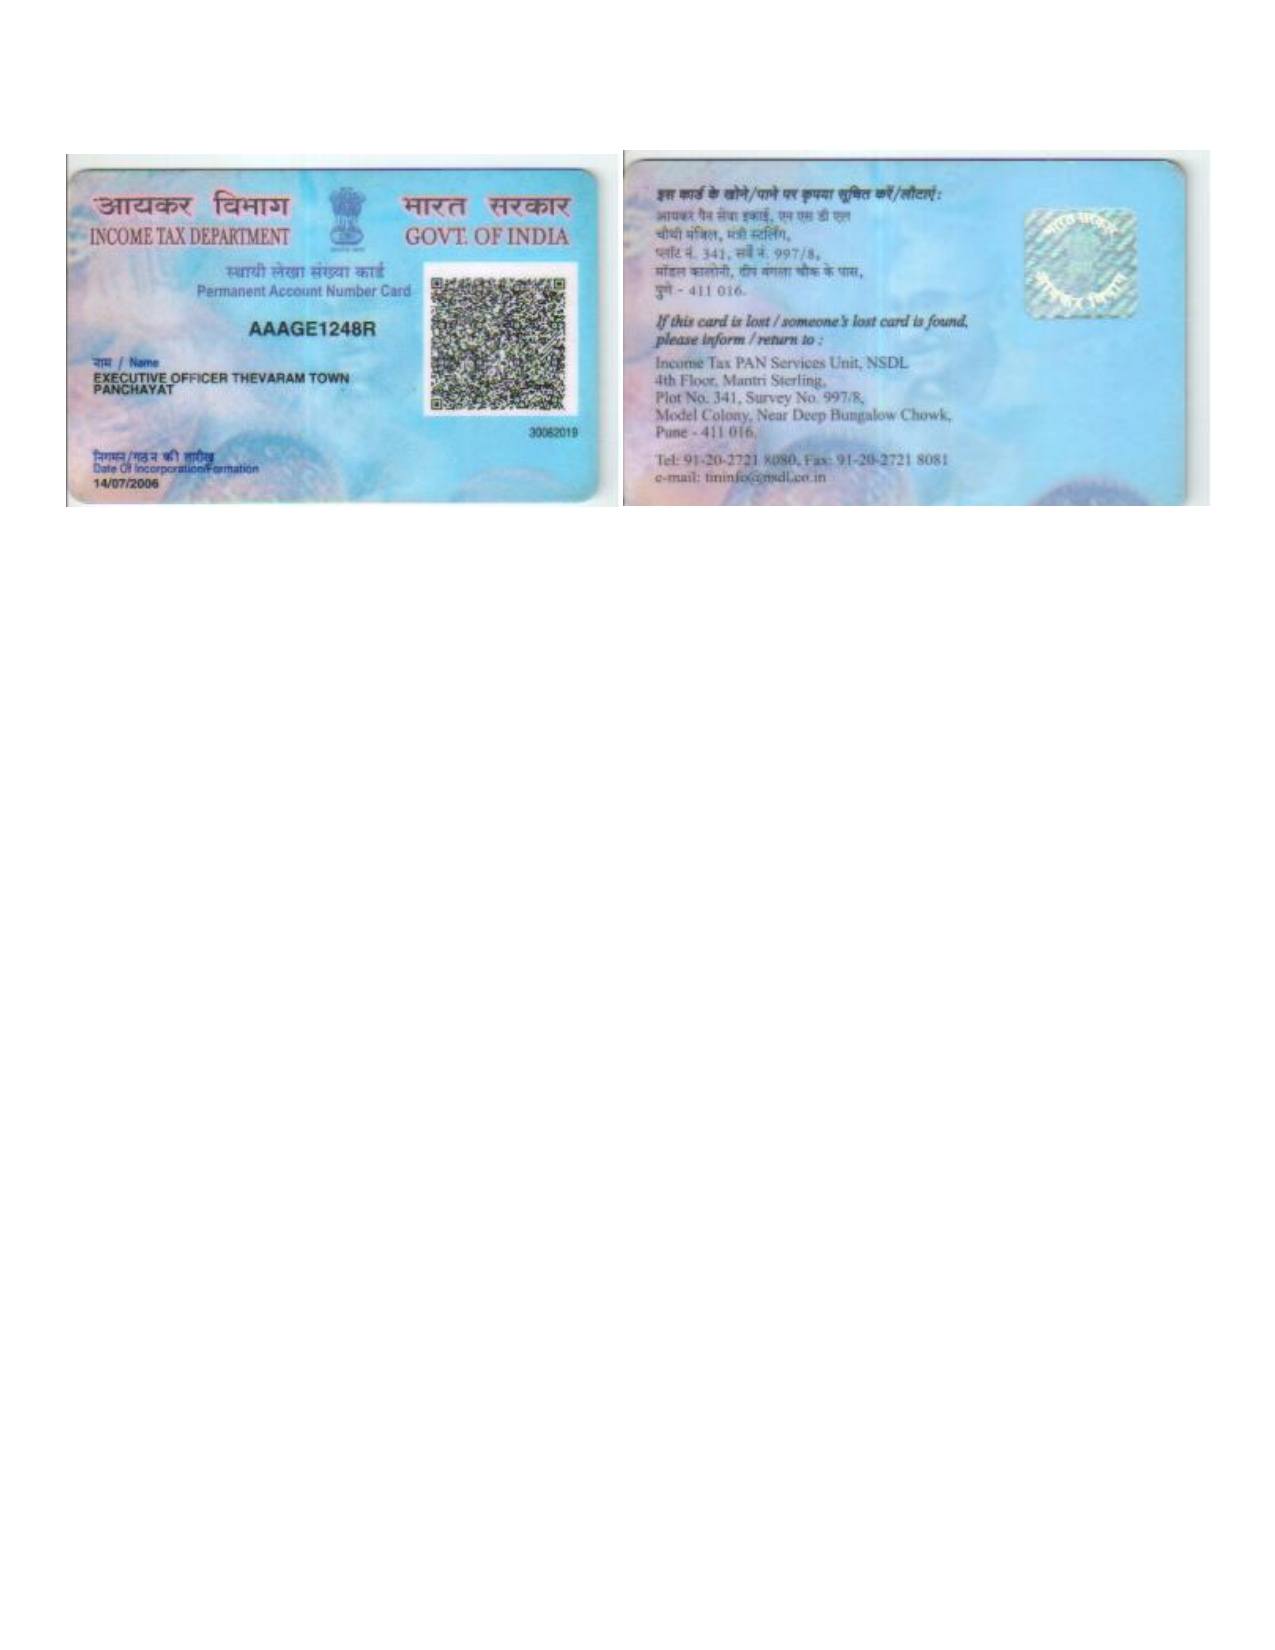 आयकर विभाग
INCOME TAX DEPARTMENT
भारत सरकार
GOVT. OF INDIA
स्थायी लेखा संख्या कार्ड
Permanent Account Number Card
AAAGE1248R
नाम / Name
EXECUTIVE OFFICER THEVARAM TOWN
PANCHAYAT
30062019
निगमन/गठन की तारीख
Date Of Incorporation/Formation
14/07/2006
इस कार्ड के खोने/पाने पर कृपया सूचित करें/लौटाएं:
आयकर पैन सेवा इकाई, एन एस डी एल
चौथी मंजिल, मंत्री स्टर्लिंग,
प्लॉट नं. 341, सर्वे नं. 997/8,
मॉडल कालोनी, दीप बंगला चौक के पास,
पुणे - 411 016.
If this card is lost / someone's lost card is found,
please inform / return to :
Income Tax PAN Services Unit, NSDL
4th Floor, Mantri Sterling,
Plot No. 341, Survey No. 997/8,
Model Colony, Near Deep Bungalow Chowk,
Pune - 411 016.
Tel: 91-20-2721 8080, Fax: 91-20-2721 8081
e-mail: tininfo@nsdl.co.in
भारत सरकार
आयकर विभाग